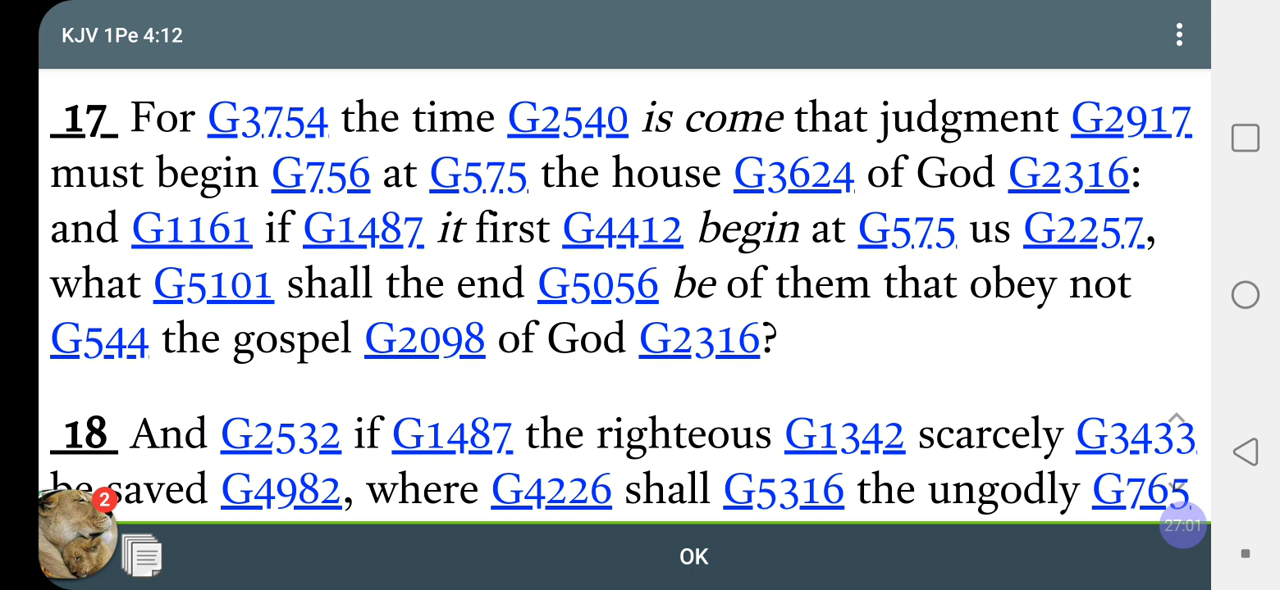 KJV 1Pe 4:12
17 For G3754 the time G2540 is come that judgment G2917
must begin G756 at G575 the house G3624 of God G2316:
and G1161 if G1487 it first G4412 begin at G575 us G2257,
what G5101 shall the end G5056 be of them that obey not
G544 the gospel G2098 of God G2316?
18 And G2532 if G1487 the righteous G1342 scarcely G3433
be saved G4982, where G4226 shall G5316 the ungodly G765
2
27:01
OK